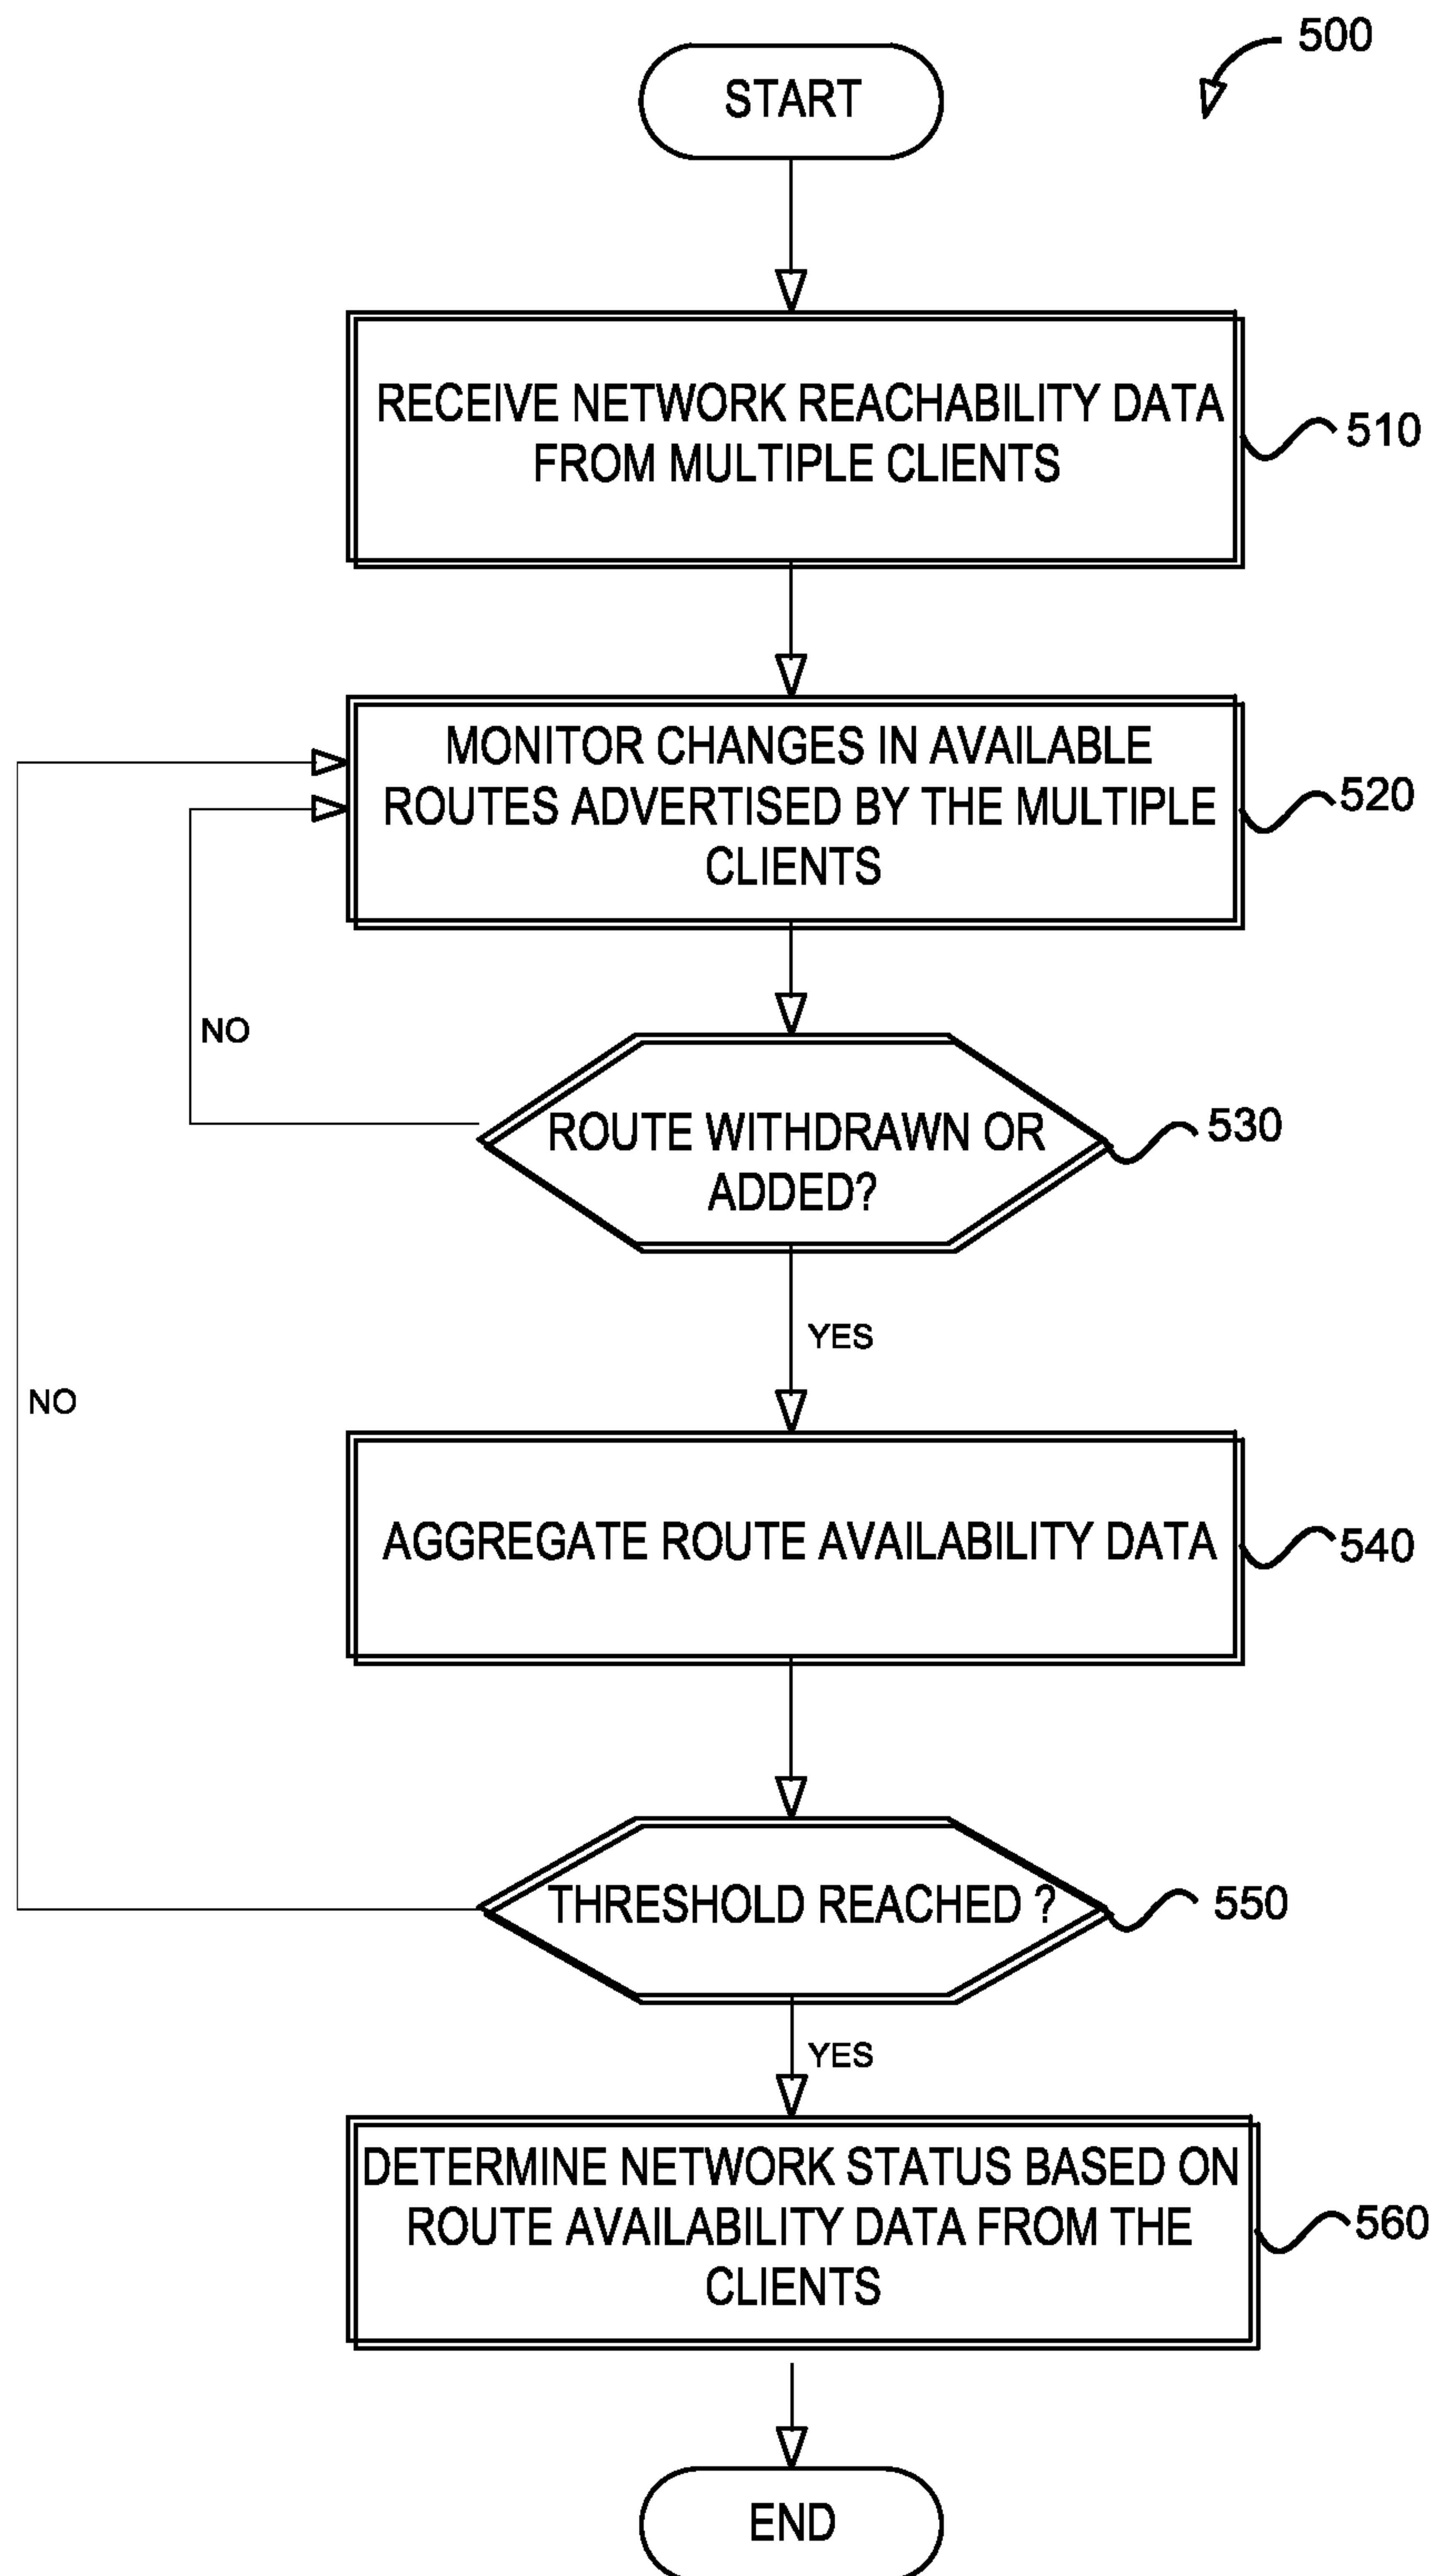 500
START
RECEIVE NETWORK REACHABILITY DATA
FROM MULTIPLE CLIENTS
510
MONITOR CHANGES IN AVAILABLE
ROUTES ADVERTISED BY THE MULTIPLE
CLIENTS
520
NO
ROUTE WITHDRAWN OR
ADDED?
530
YES
NO
AGGREGATE ROUTE AVAILABILITY DATA
540
THRESHOLD REACHED ?
550
YES
DETERMINE NETWORK STATUS BASED ON
ROUTE AVAILABILITY DATA FROM THE
CLIENTS
560
END